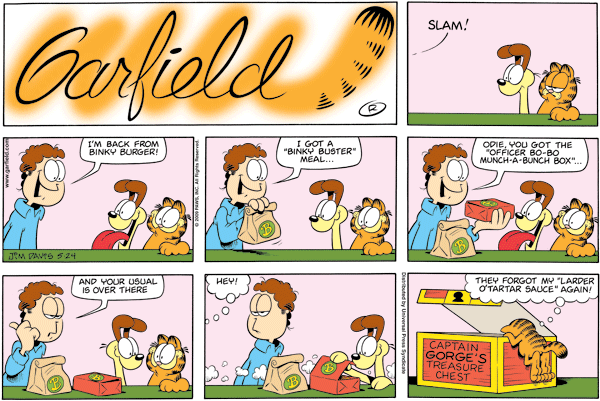 Garfield
R
SLAM!
www.garfield.com
I'M BACK FROM
BINKY BURGER!
JIM DAVIS 5·24
© 2009 PAWS, INC. All Rights Reserved.
I GOT A
"BINKY BUSTER"
MEAL...
B
ODIE, YOU GOT THE
"OFFICER BO-BO
MUNCH-A-BUNCH BOX"...
B
B
AND YOUR USUAL
IS OVER THERE
B
B
HEY!
B
B
Distributed by Universal Press Syndicate
THEY FORGOT MY "LARDER
O'TARTAR SAUCE" AGAIN!
CAPTAIN
GORGE'S
TREASURE
CHEST